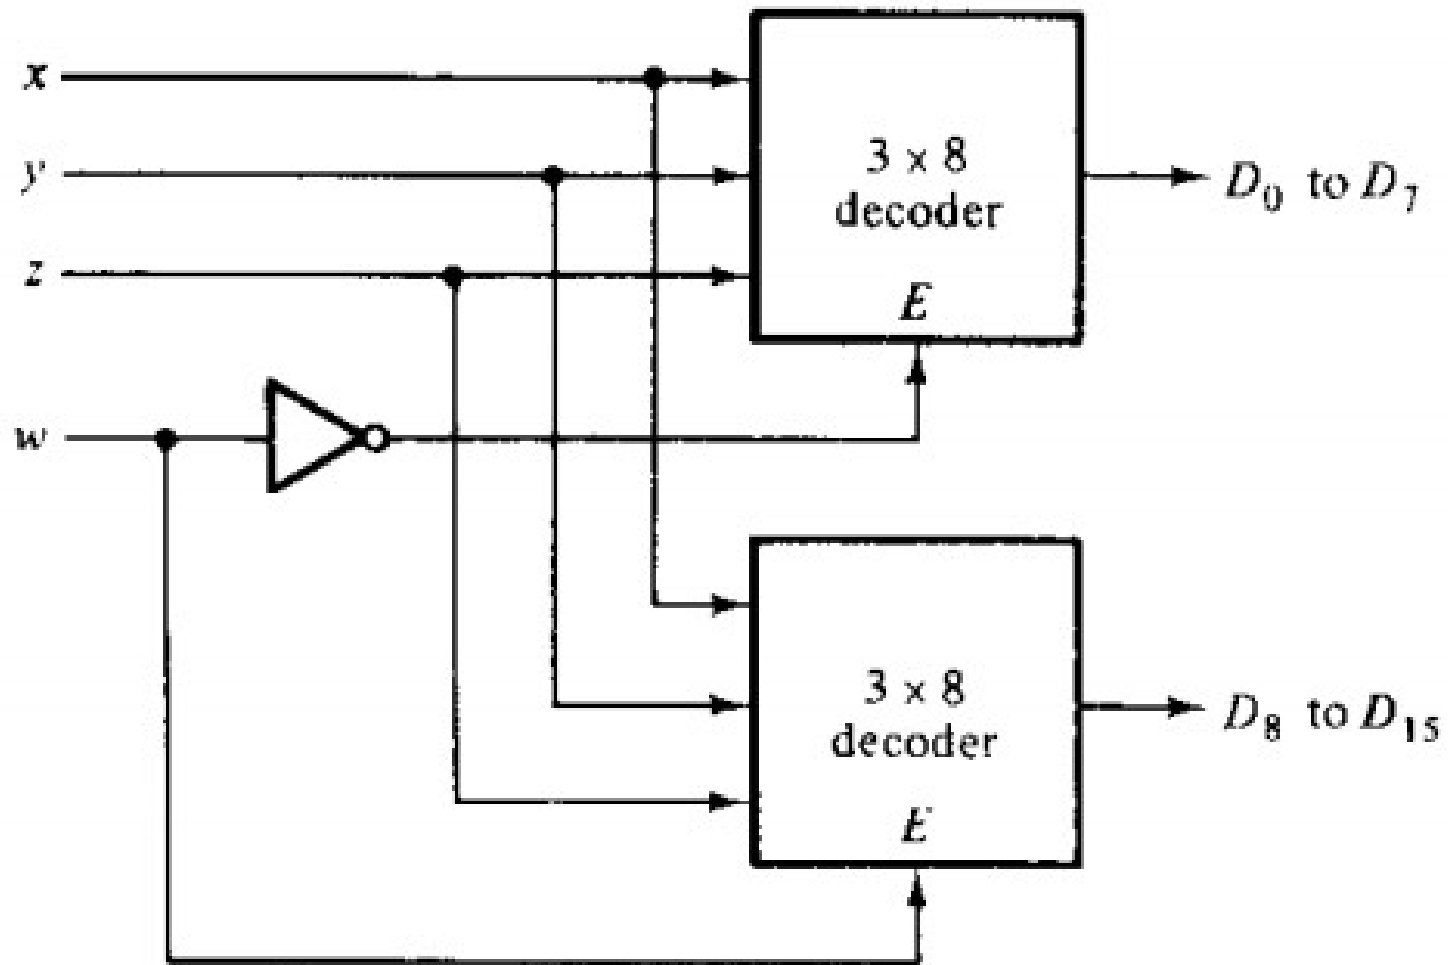 x
y
z
w
3 × 8
decoder
E
D₀ to D₇
3 × 8
decoder
E
D₈ to D₁₅